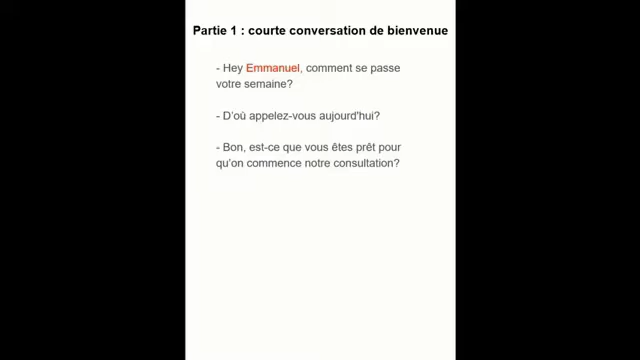 Partie 1 : courte conversation de bienvenue
- Hey Emmanuel, comment se passe
votre semaine?
- D'où appelez-vous aujourd'hui?
- Bon, est-ce que vous êtes prêt pour
qu'on commence notre consultation?